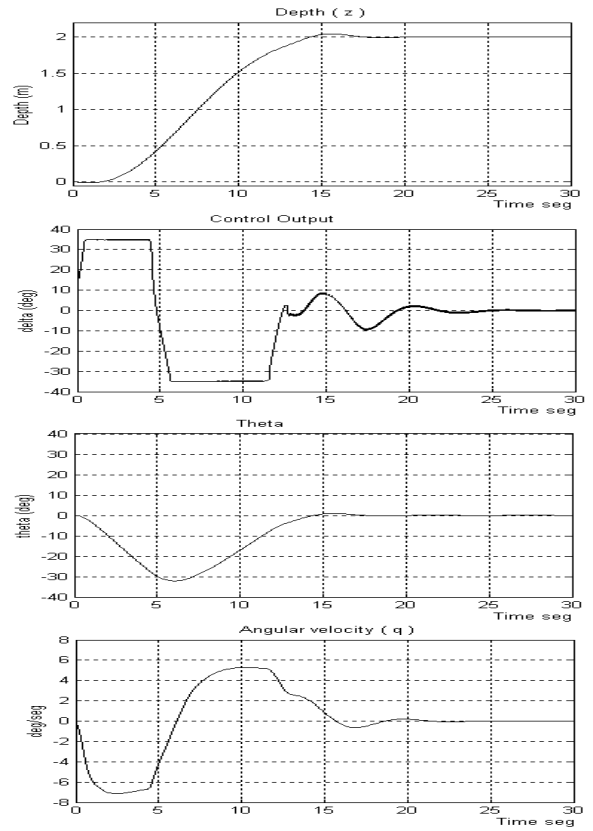 Depth ( z )
2
1.5
1
0.5
0
Depth (m)
0 5 10 15 20 25 30
Time seg
Control Output
40
30
20
10
0
-10
-20
-30
-40
delta (deg)
0 5 10 15 20 25 30
Time seg
Theta
40
30
20
10
0
-10
-20
-30
-40
theta (deg)
0 5 10 15 20 25 30
Time seg
Angular velocity ( q )
8
6
4
2
0
-2
-4
-6
-8
deg/seg
0 5 10 15 20 25 30
Time seg